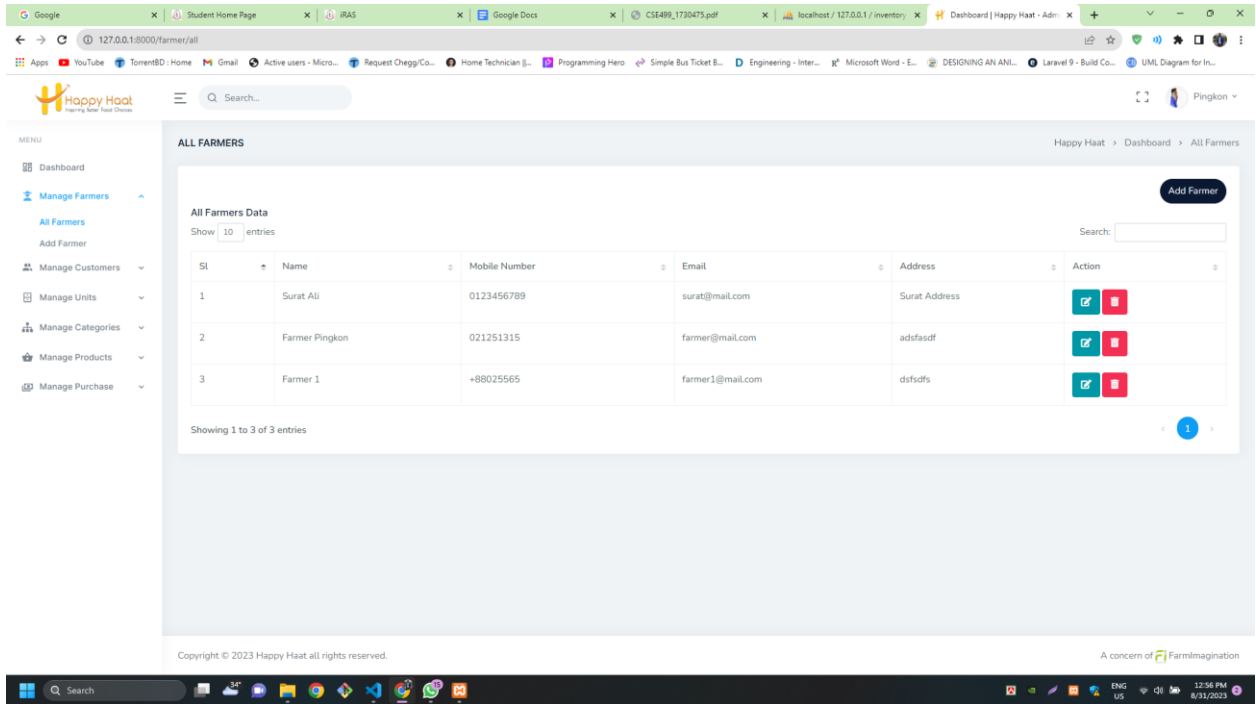 Google
Student Home Page
iRAS
Google Docs
CSE499_1730475.pdf
localhost / 127.0.0.1 / inventory
Dashboard | Happy Haat - Adm
127.0.0.1:8000/farmer/all
Apps YouTube TorrentBD : Home Gmail Active users - Micro... Request Chegg/Co... Home Technician ||... Programming Hero Simple Bus Ticket B... Engineering - Inter... Microsoft Word - E... DESIGNING AN ANI... Laravel 9 - Build Co... UML Diagram for In...
Happy Haat
Inspiring Better Food Choices
Search...
Pingkon
MENU
Dashboard
Manage Farmers
All Farmers
Add Farmer
Manage Customers
Manage Units
Manage Categories
Manage Products
Manage Purchase
ALL FARMERS
Happy Haat > Dashboard > All Farmers
Add Farmer
All Farmers Data
Show 10 entries
Search:
Sl Name Mobile Number Email Address Action
1 Surat Ali 0123456789 surat@mail.com Surat Address
2 Farmer Pingkon 021251315 farmer@mail.com adsfasdf
3 Farmer 1 +88025565 farmer1@mail.com dsfsdfs
Showing 1 to 3 of 3 entries
1
Copyright © 2023 Happy Haat all rights reserved.
A concern of FarmImagination
Search
34°
15
ENG
US
12:56 PM
8/31/2023